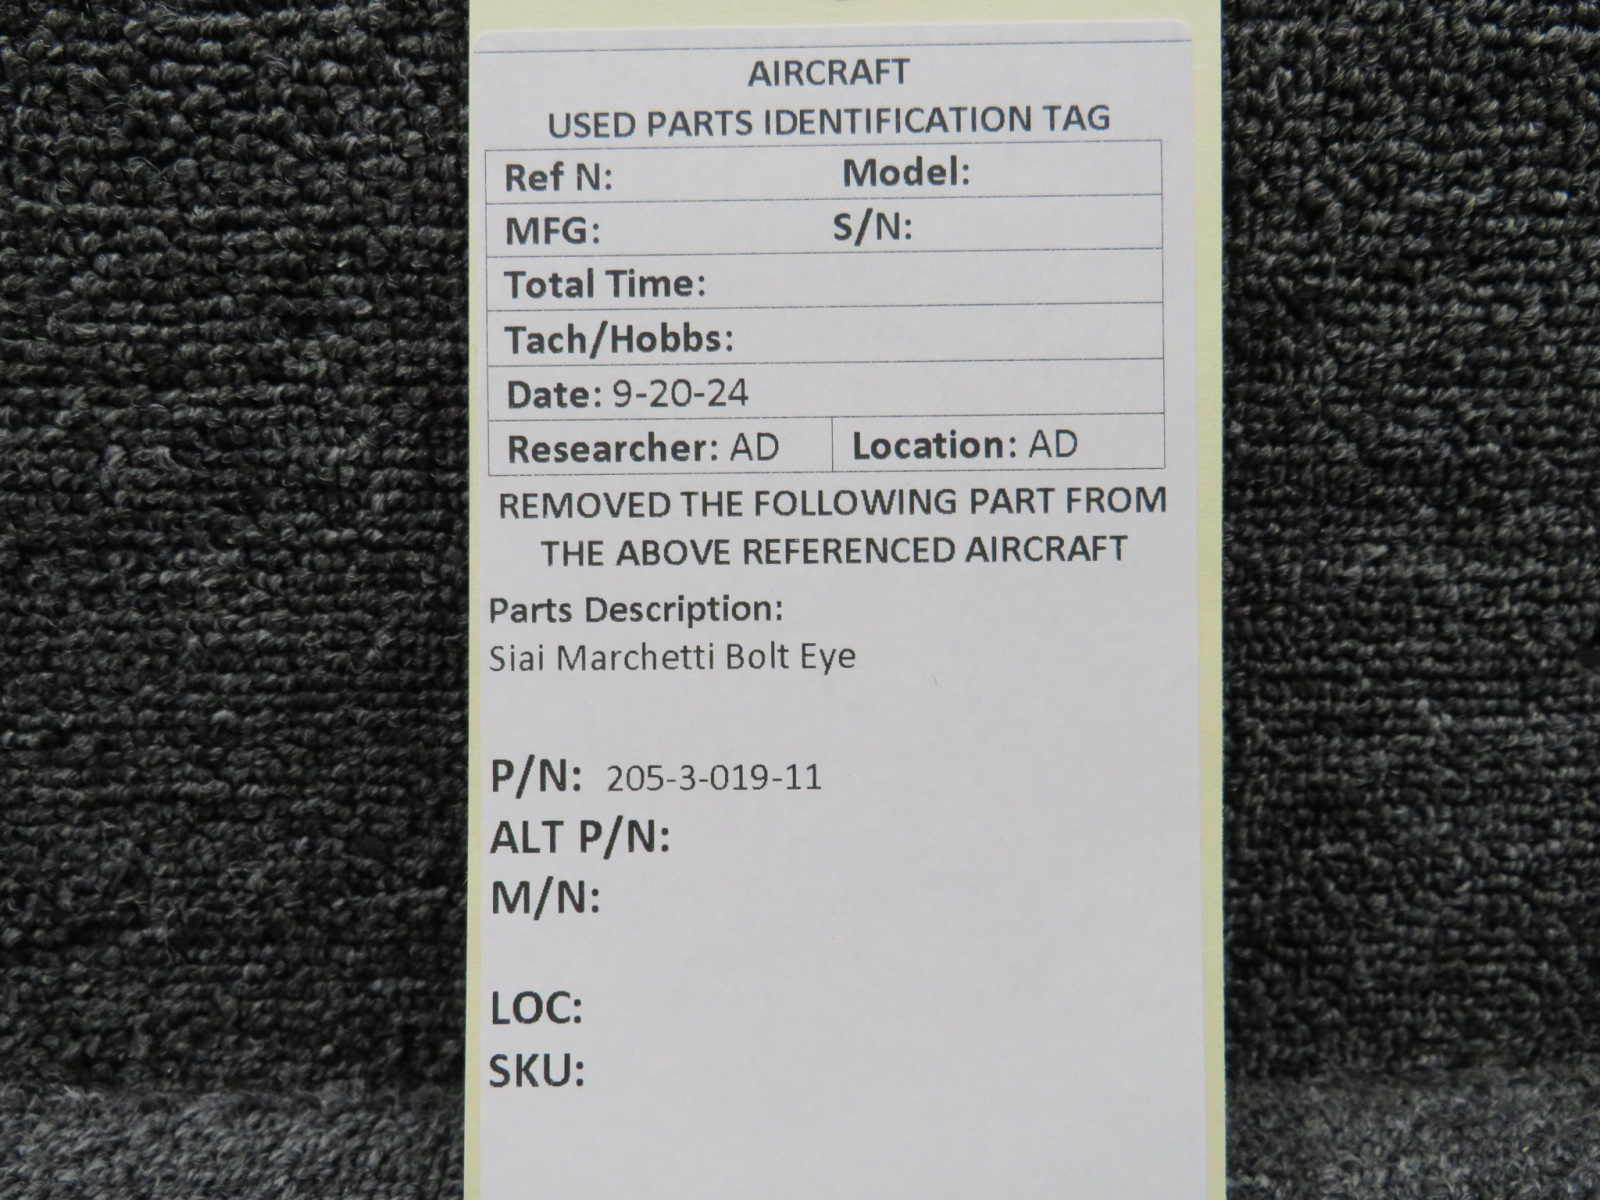 AIRCRAFT
USED PARTS IDENTIFICATION TAG
Ref N: Model:
MFG: S/N:
Total Time:
Tach/Hobbs:
Date: 9-20-24
Researcher: AD Location: AD
REMOVED THE FOLLOWING PART FROM
THE ABOVE REFERENCED AIRCRAFT
Parts Description:
Siai Marchetti Bolt Eye
P/N: 205-3-019-11
ALT P/N:
M/N:
LOC:
SKU: